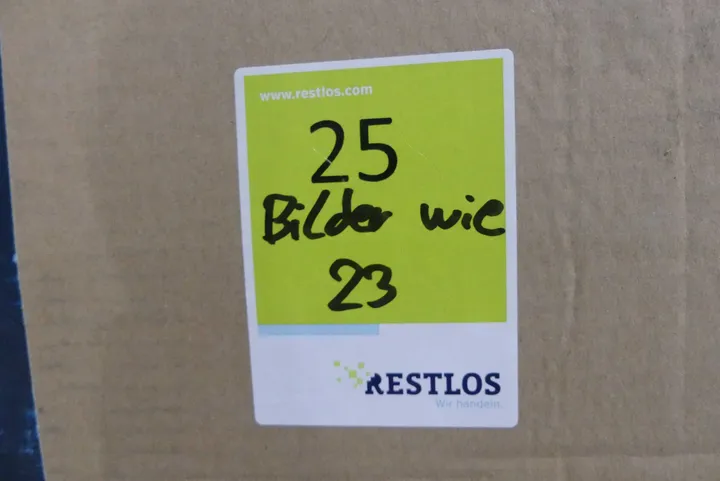 www.restlos.com
25
Bilder wie
23
RESTLOS
Wir handeln.